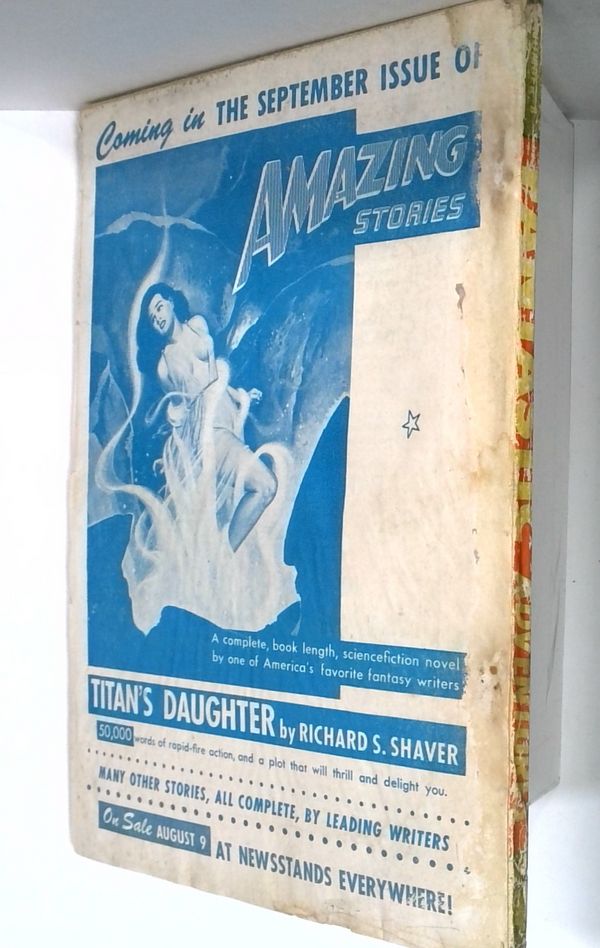 Coming in THE SEPTEMBER ISSUE OF
AMAZING
STORIES
A complete, book length, sciencefiction novel
by one of America's favorite fantasy writers
TITAN'S DAUGHTER by RICHARD S. SHAVER
50,000 words of rapid-fire action, and a plot that will thrill and delight you.
MANY OTHER STORIES, ALL COMPLETE, BY LEADING WRITERS
On Sale AUGUST 9 AT NEWSSTANDS EVERYWHERE!
FANTASTIC ADVENTURES